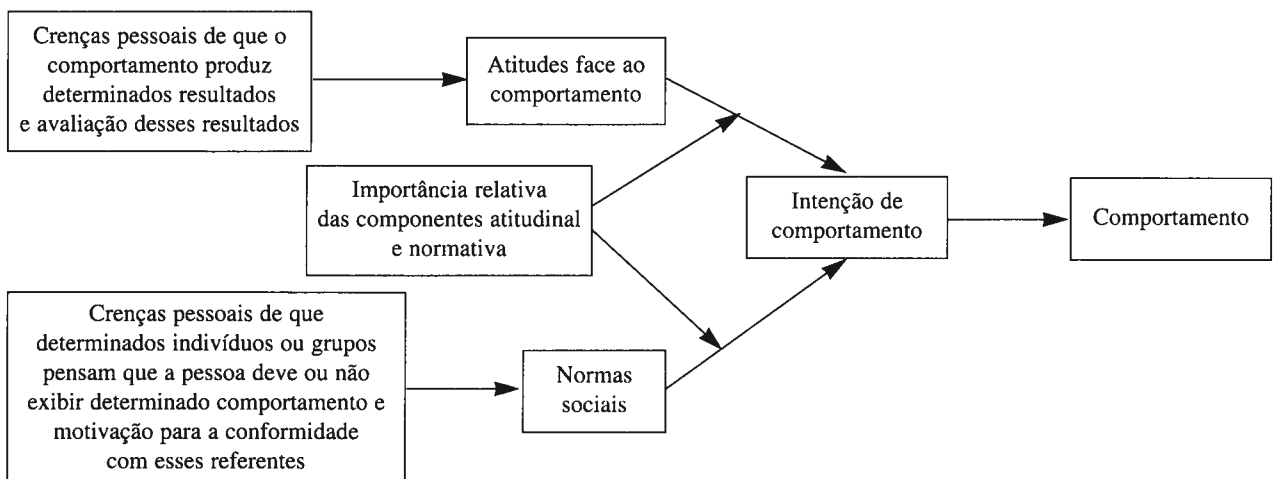 Crenças pessoais de que o
comportamento produz
determinados resultados
e avaliação desses resultados
Atitudes face ao
comportamento
Importância relativa
das componentes atitudinal
e normativa
Intenção de
comportamento
Comportamento
Crenças pessoais de que
determinados indivíduos ou grupos
pensam que a pessoa deve ou não
exibir determinado comportamento e
motivação para a conformidade
com esses referentes
Normas
sociais